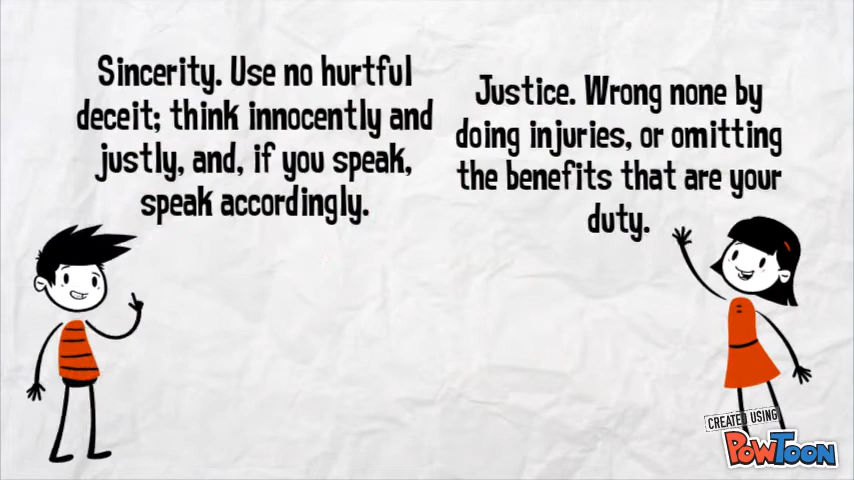 Sincerity. Use no hurtful
deceit; think innocently and
justly, and, if you speak,
speak accordingly.
Justice. Wrong none by
doing injuries, or omitting
the benefits that are your
duty.
CREATED USING
POWTOON